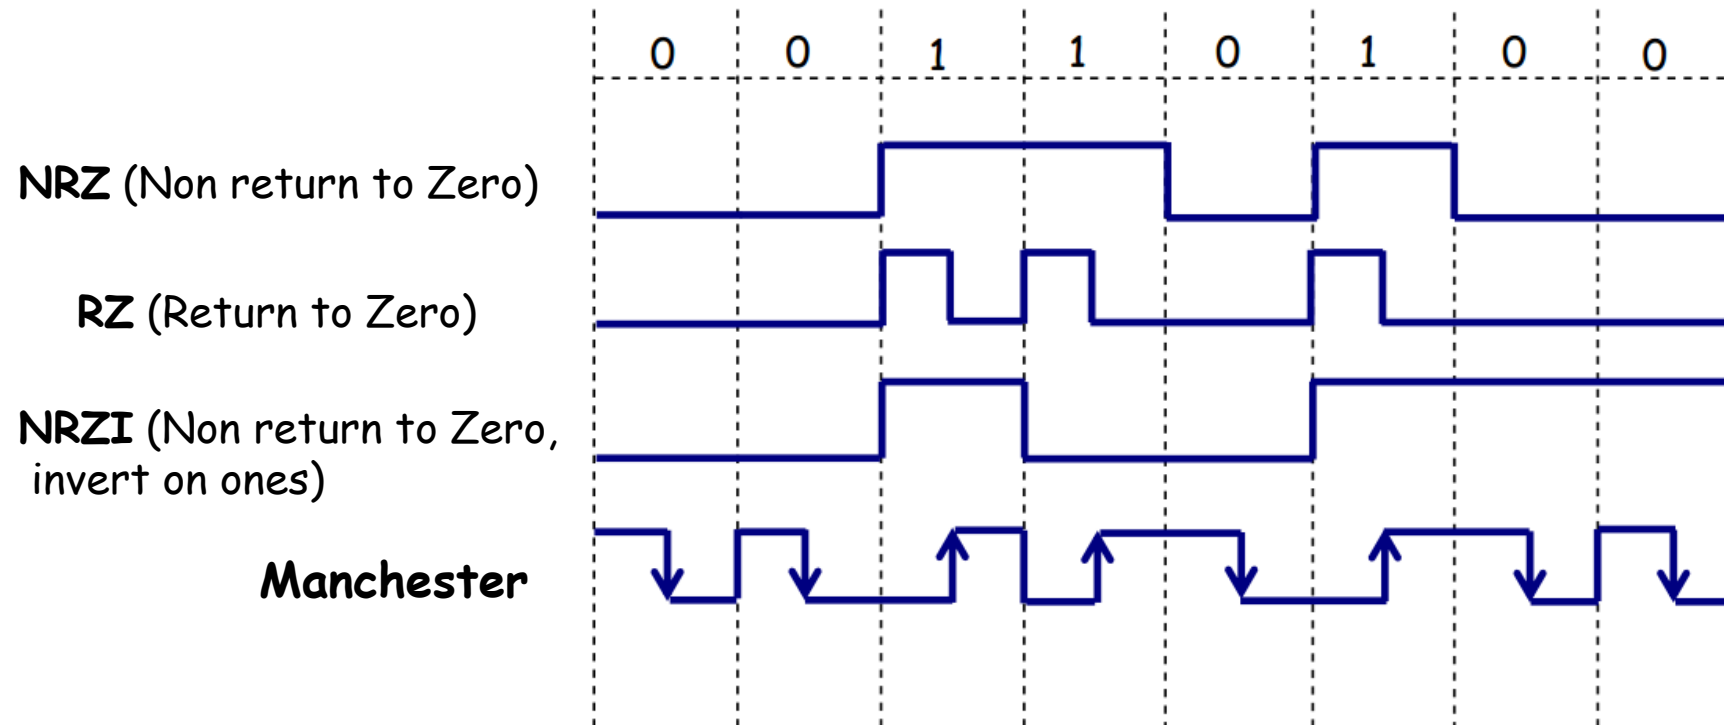 0 0 1 1 0 1 0 0
NRZ (Non return to Zero)
RZ (Return to Zero)
NRZI (Non return to Zero,
invert on ones)
Manchester